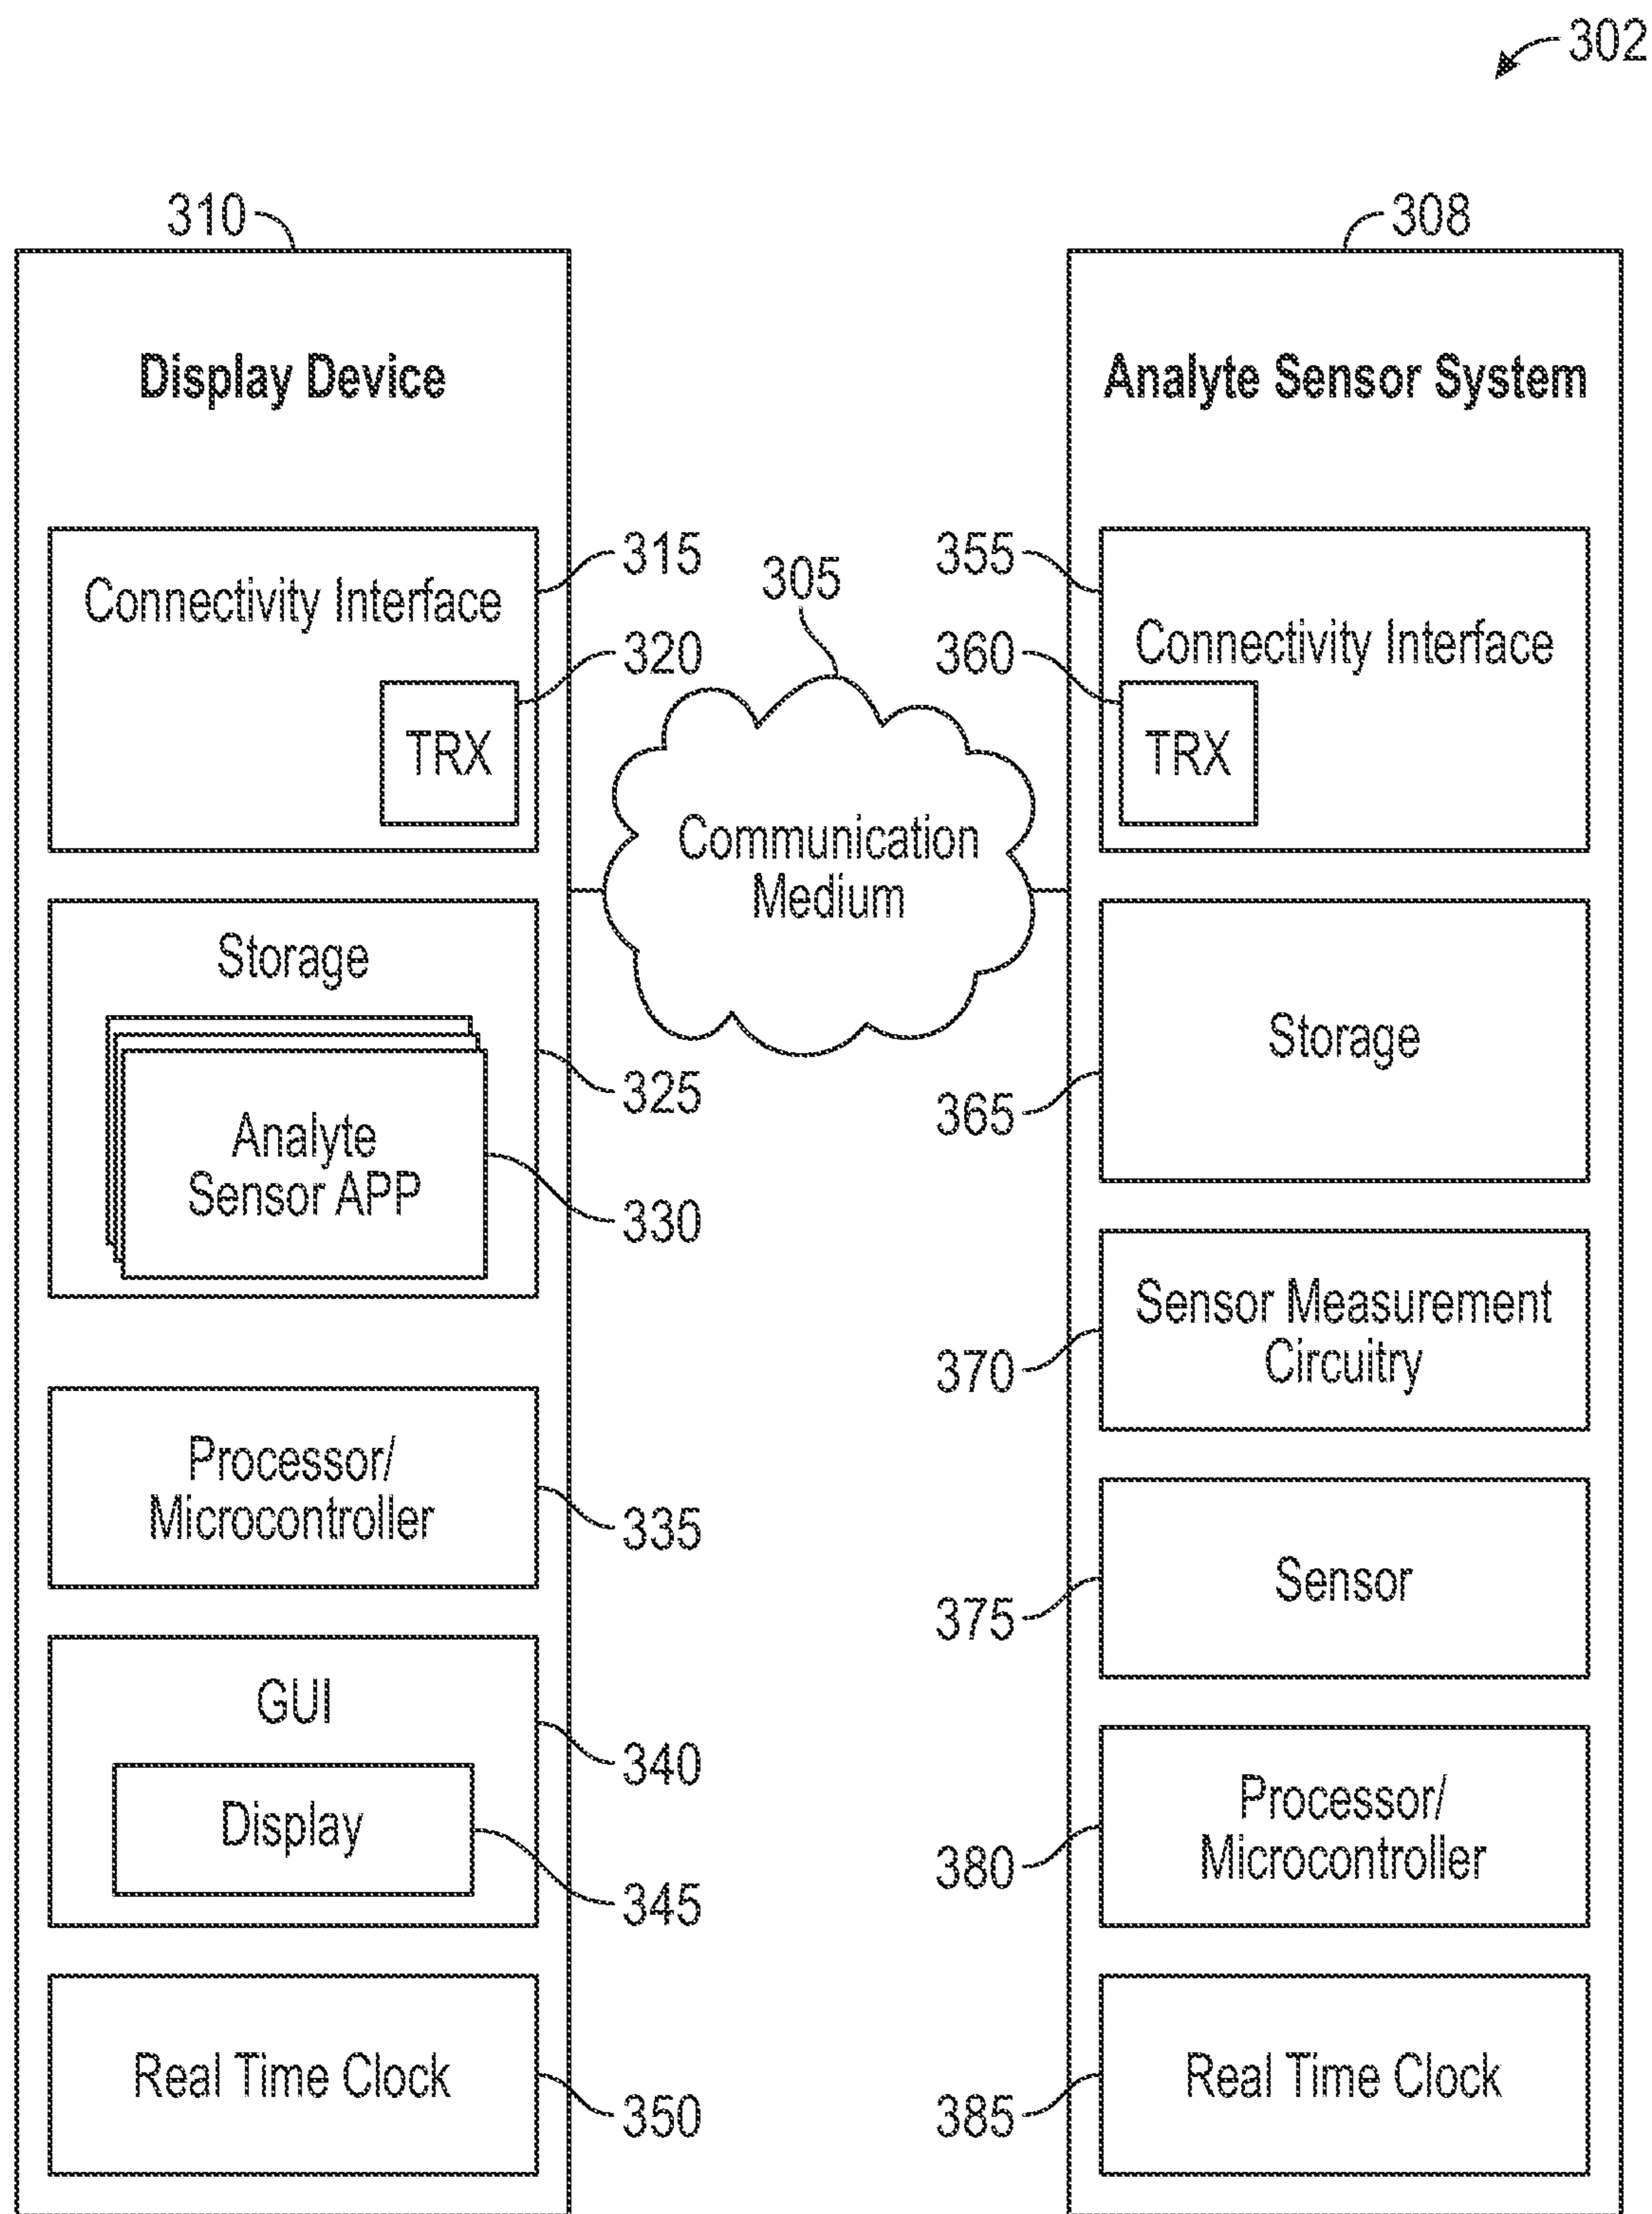 302
310
308
Display Device
Analyte Sensor System
Connectivity Interface
315
320
TRX
305
Communication
Medium
355
360
Connectivity Interface
TRX
Storage
325
Analyte
Sensor APP
330
Storage
365
Sensor Measurement
Circuitry
370
Processor/
Microcontroller
335
Sensor
375
GUI
340
Display
345
Processor/
Microcontroller
380
Real Time Clock
350
Real Time Clock
385